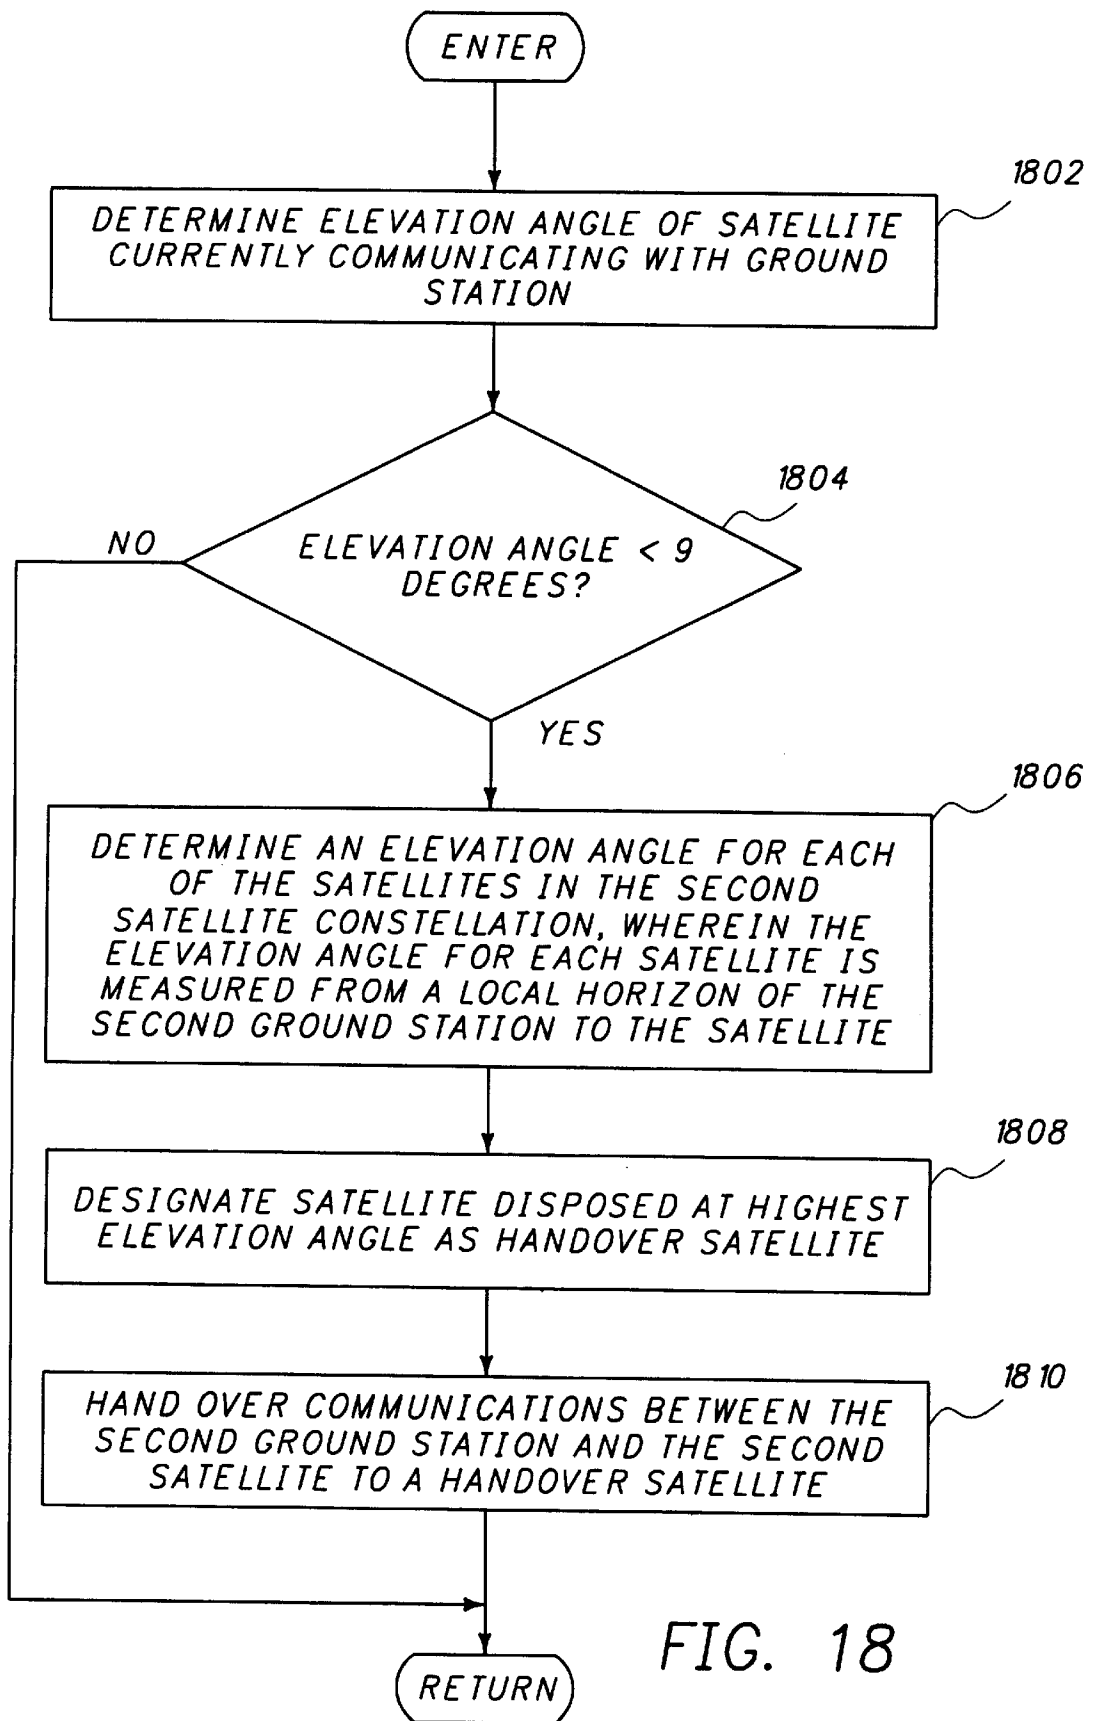 ENTER
1802
DETERMINE ELEVATION ANGLE OF SATELLITE
CURRENTLY COMMUNICATING WITH GROUND
STATION
1804
NO
ELEVATION ANGLE < 9
DEGREES?
YES
1806
DETERMINE AN ELEVATION ANGLE FOR EACH
OF THE SATELLITES IN THE SECOND
SATELLITE CONSTELLATION, WHEREIN THE
ELEVATION ANGLE FOR EACH SATELLITE IS
MEASURED FROM A LOCAL HORIZON OF THE
SECOND GROUND STATION TO THE SATELLITE
1808
DESIGNATE SATELLITE DISPOSED AT HIGHEST
ELEVATION ANGLE AS HANDOVER SATELLITE
1810
HAND OVER COMMUNICATIONS BETWEEN THE
SECOND GROUND STATION AND THE SECOND
SATELLITE TO A HANDOVER SATELLITE
FIG. 18
RETURN